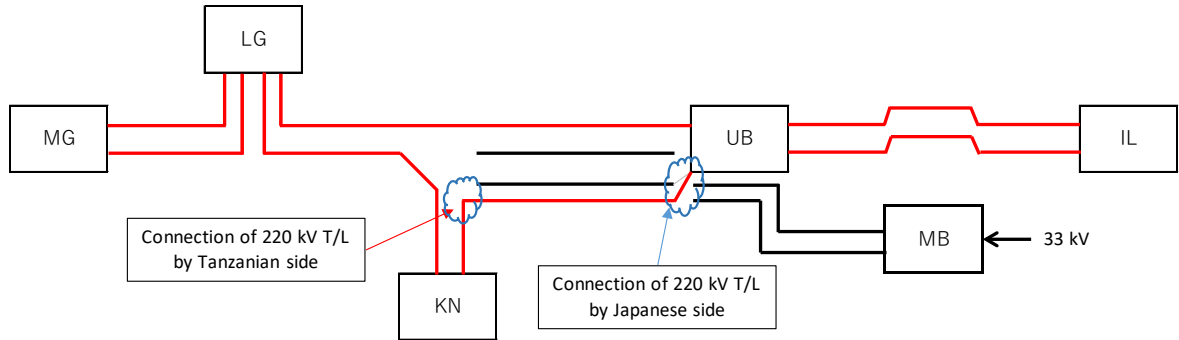 LG
MG
UB
IL
Connection of 220 kV T/L
by Tanzanian side
MB
33 kV
Connection of 220 kV T/L
by Japanese side
KN